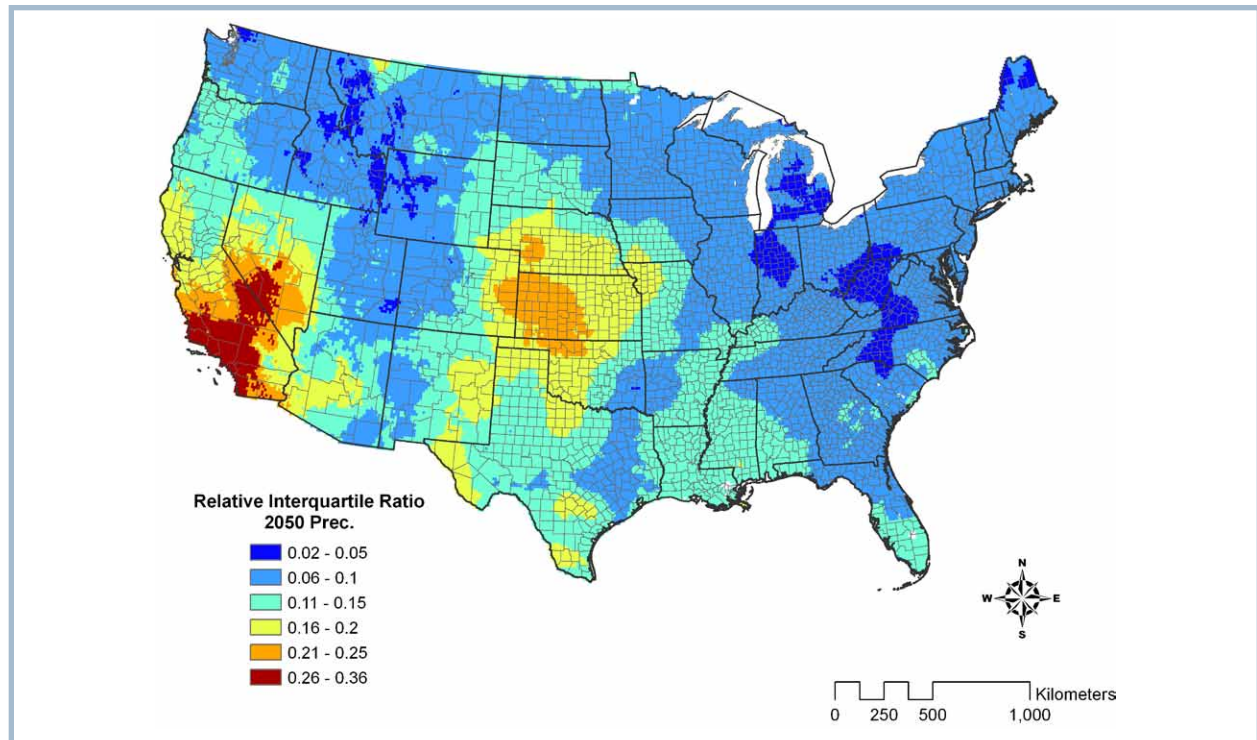 Relative Interquartile Ratio
2050 Prec.
0.02 - 0.05
0.06 - 0.1
0.11 - 0.15
0.16 - 0.2
0.21 - 0.25
0.26 - 0.36
N
W E
S
Kilometers
0 250 500 1,000